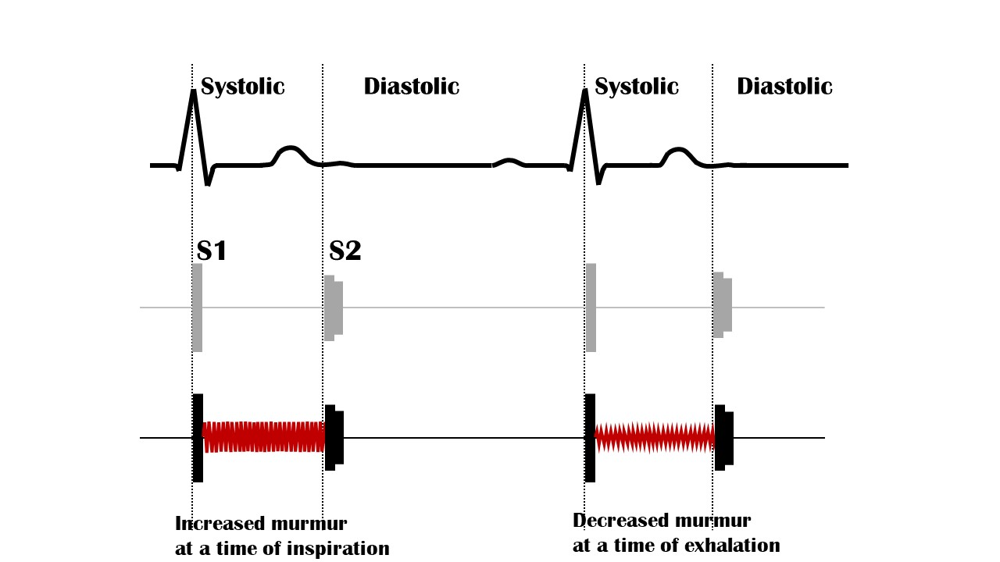 Systolic
Diastolic
Systolic
Diastolic
S1
S2
Increased murmur
at a time of inspiration
Decreased murmur
at a time of exhalation